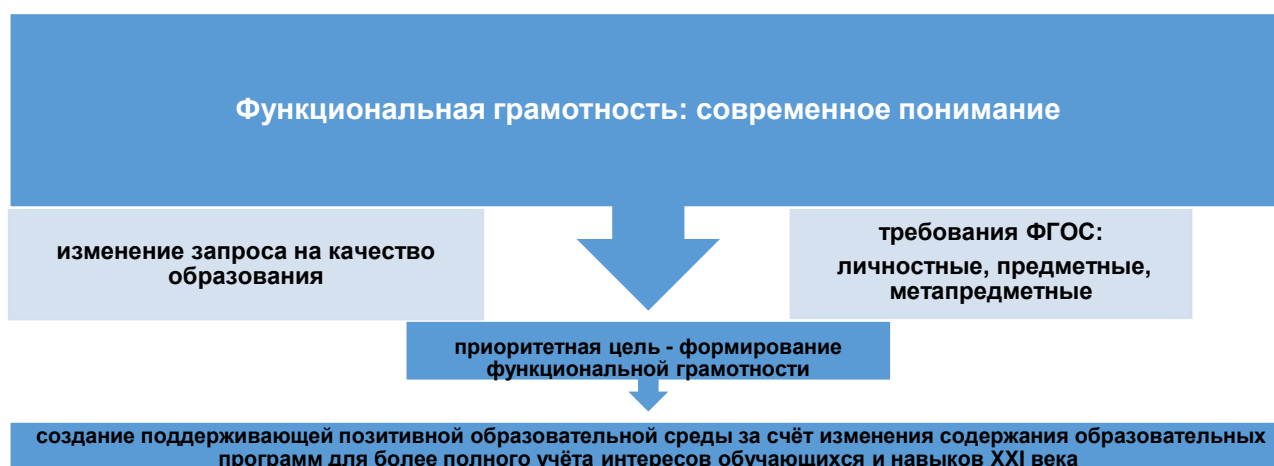 Функциональная грамотность: современное понимание
изменение запроса на качество
образования
требования ФГОС:
личностные, предметные,
метапредметные
приоритетная цель - формирование
функциональной грамотности
создание поддерживающей позитивной образовательной среды за счёт изменения содержания образовательных
программ для более полного учёта интересов обучающихся и навыков XXI века